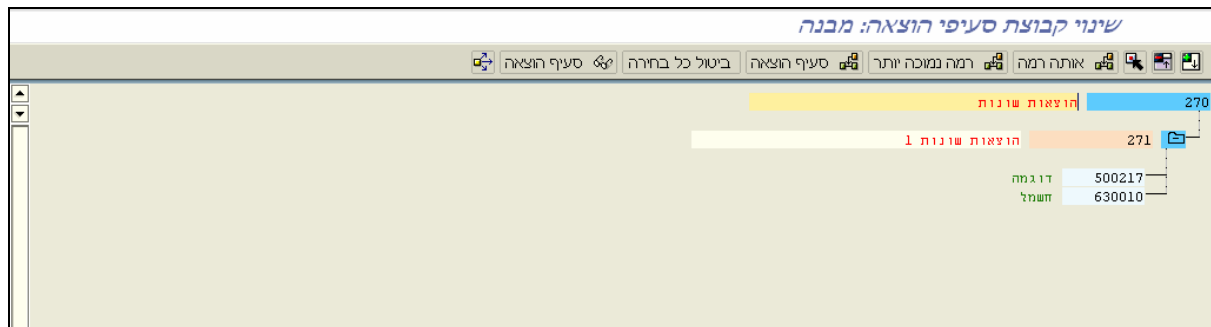 שינוי קבוצת סעיפי הוצאה: מבנה
אותה רמה רמה נמוכה יותר סעיף הוצאה ביטול כל בחירה סעיף הוצאה
270 הוצאות שונות
271 הוצאות שונות 1
500217 דוגמה
630010 חשמל